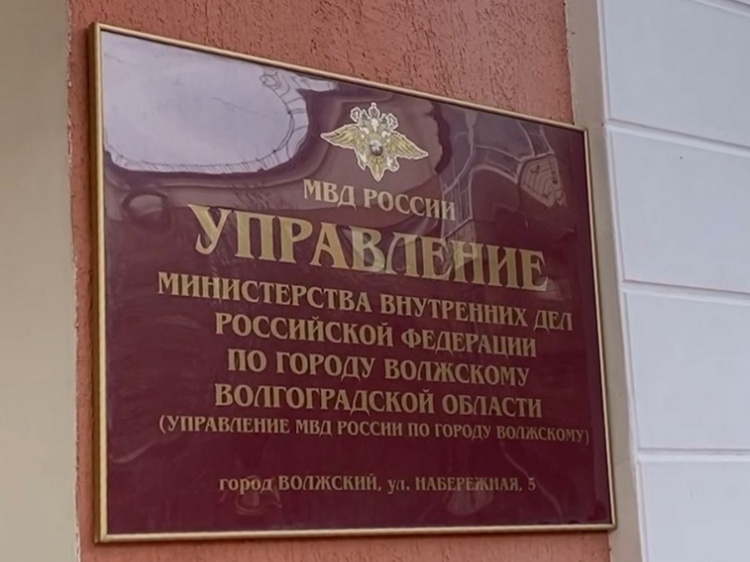 МВД РОССИИ
УПРАВЛЕНИЕ
МИНИСТЕРСТВА ВНУТРЕННИХ ДЕЛ
РОССИЙСКОЙ ФЕДЕРАЦИИ
ПО ГОРОДУ ВОЛЖСКОМУ
ВОЛГОГРАДСКОЙ ОБЛАСТИ
(УПРАВЛЕНИЕ МВД РОССИИ ПО ГОРОДУ ВОЛЖСКОМУ)
город ВОЛЖСКИЙ, ул. НАБЕРЕЖНАЯ, 5